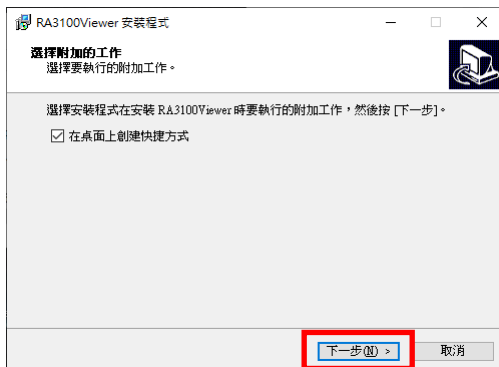 RA3100Viewer 安裝程式
選擇附加的工作
選擇要執行的附加工作。
選擇安裝程式在安裝 RA3100Viewer 時要執行的附加工作，然後按 [下一步]。
在桌面上創建快捷方式
下一步(N) >
取消